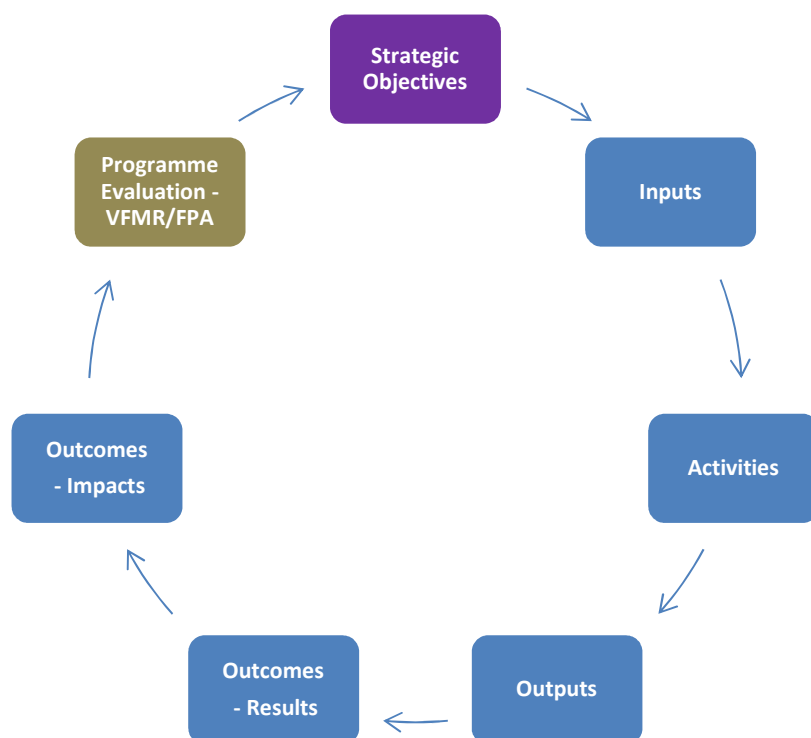 Strategic
Objectives
Inputs
Activities
Outputs
Outcomes
- Results
Outcomes
- Impacts
Programme
Evaluation -
VFMR/FPA